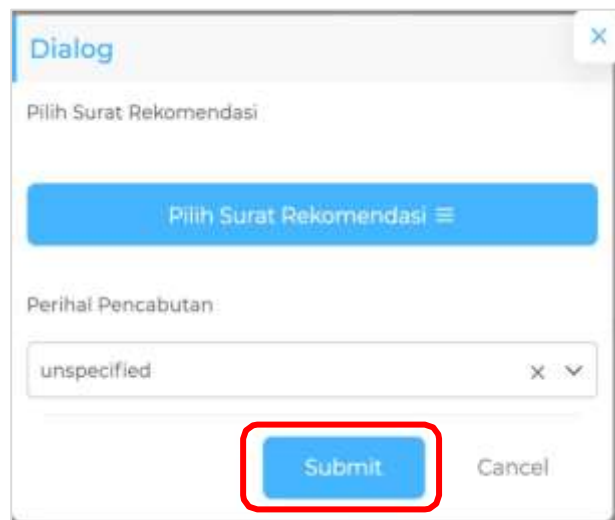 Dialog
Pilih Surat Rekomendasi
Pilih Surat Rekomendasi
Perihal Pencabutan
unspecified
Submit Cancel